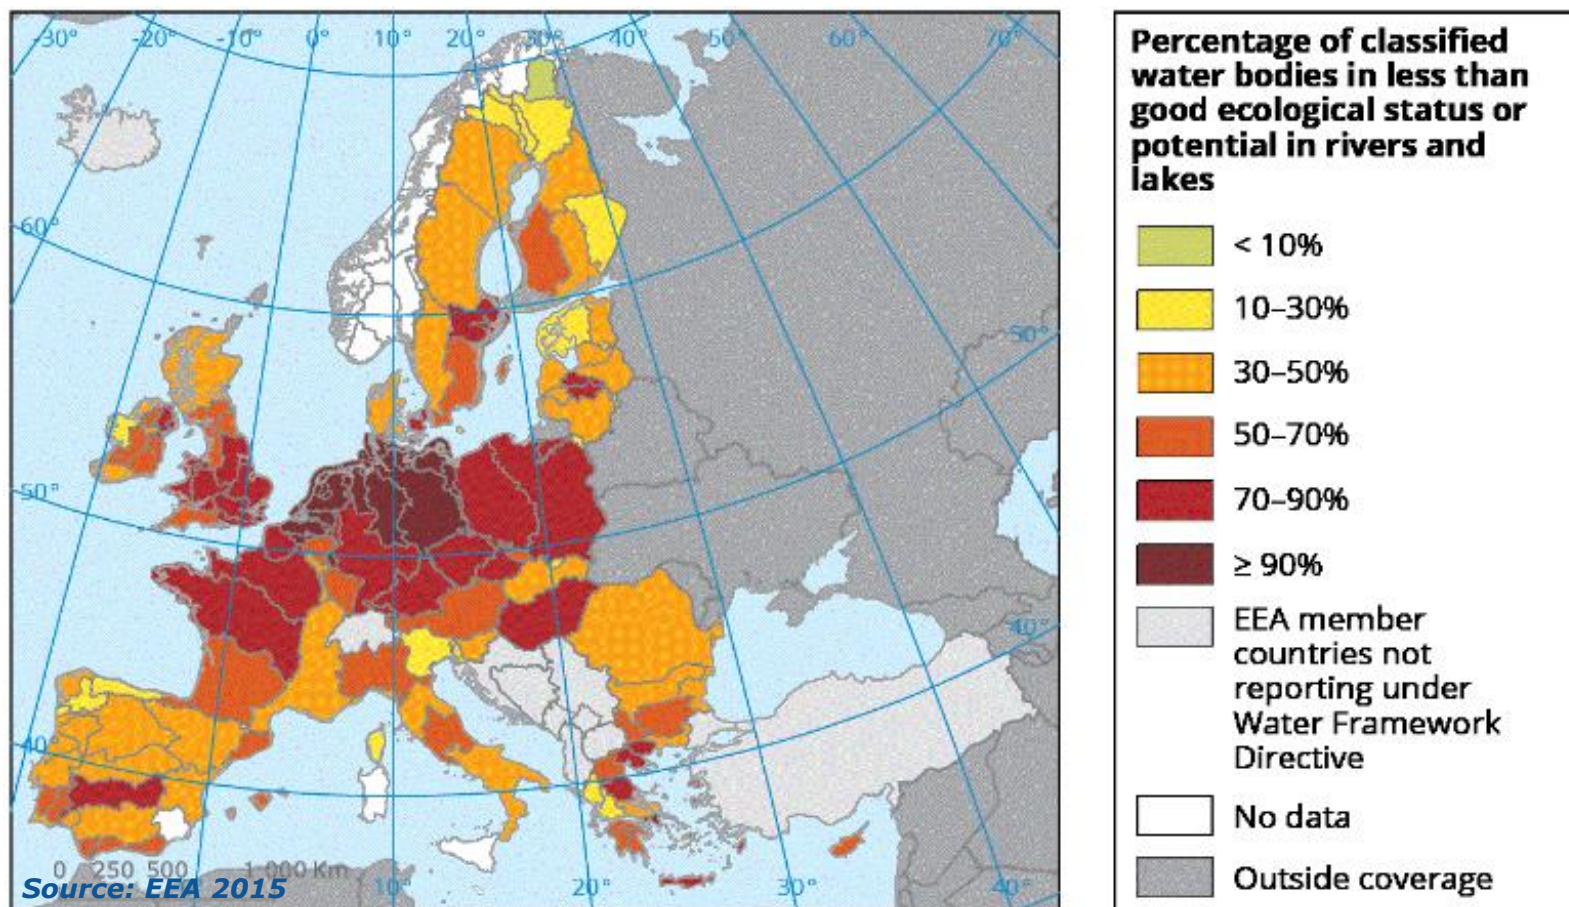 -30°
-20°
-10°
0°
10°
20°
30°
40°
50°
60°
70°
60°
50°
50°
40°
40°
0 250 500 1 000 Km
10°
20°
30°
40°
Source: EEA 2015
Percentage of classified
water bodies in less than
good ecological status or
potential in rivers and
lakes
< 10%
10–30%
30–50%
50–70%
70–90%
≥ 90%
EEA member
countries not
reporting under
Water Framework
Directive
No data
Outside coverage